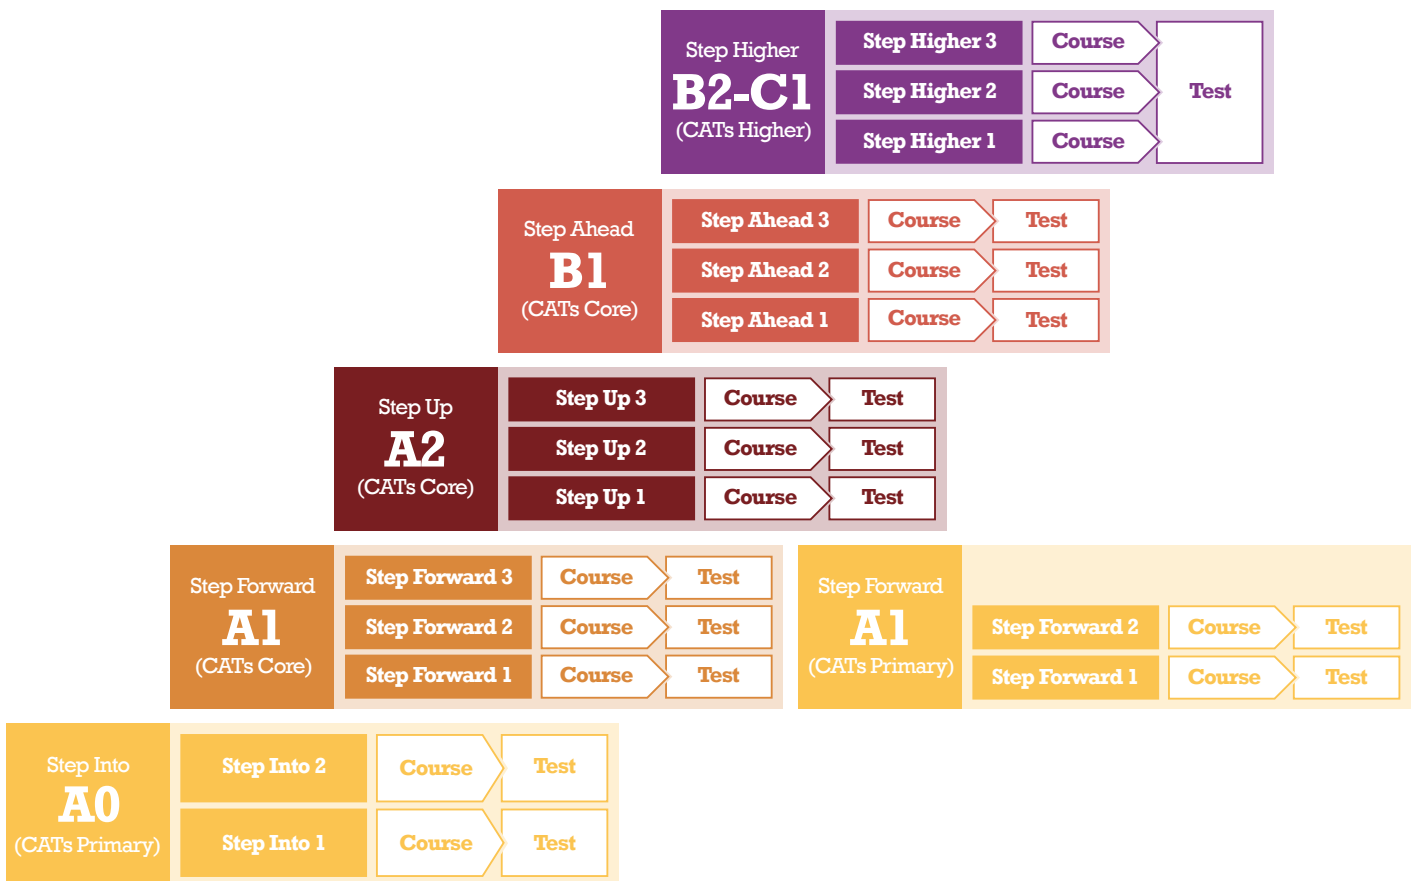 Step Higher
B2-C1
(CATs Higher)
Step Higher 3 Course
Step Higher 2 Course Test
Step Higher 1 Course
Step Ahead
B1
(CATs Core)
Step Ahead 3 Course Test
Step Ahead 2 Course Test
Step Ahead 1 Course Test
Step Up
A2
(CATs Core)
Step Up 3 Course Test
Step Up 2 Course Test
Step Up 1 Course Test
Step Forward
A1
(CATs Core)
Step Forward 3 Course Test
Step Forward 2 Course Test
Step Forward 1 Course Test
Step Forward
A1
(CATs Primary)
Step Forward 2 Course Test
Step Forward 1 Course Test
Step Into
A0
(CATs Primary)
Step Into 2 Course Test
Step Into 1 Course Test